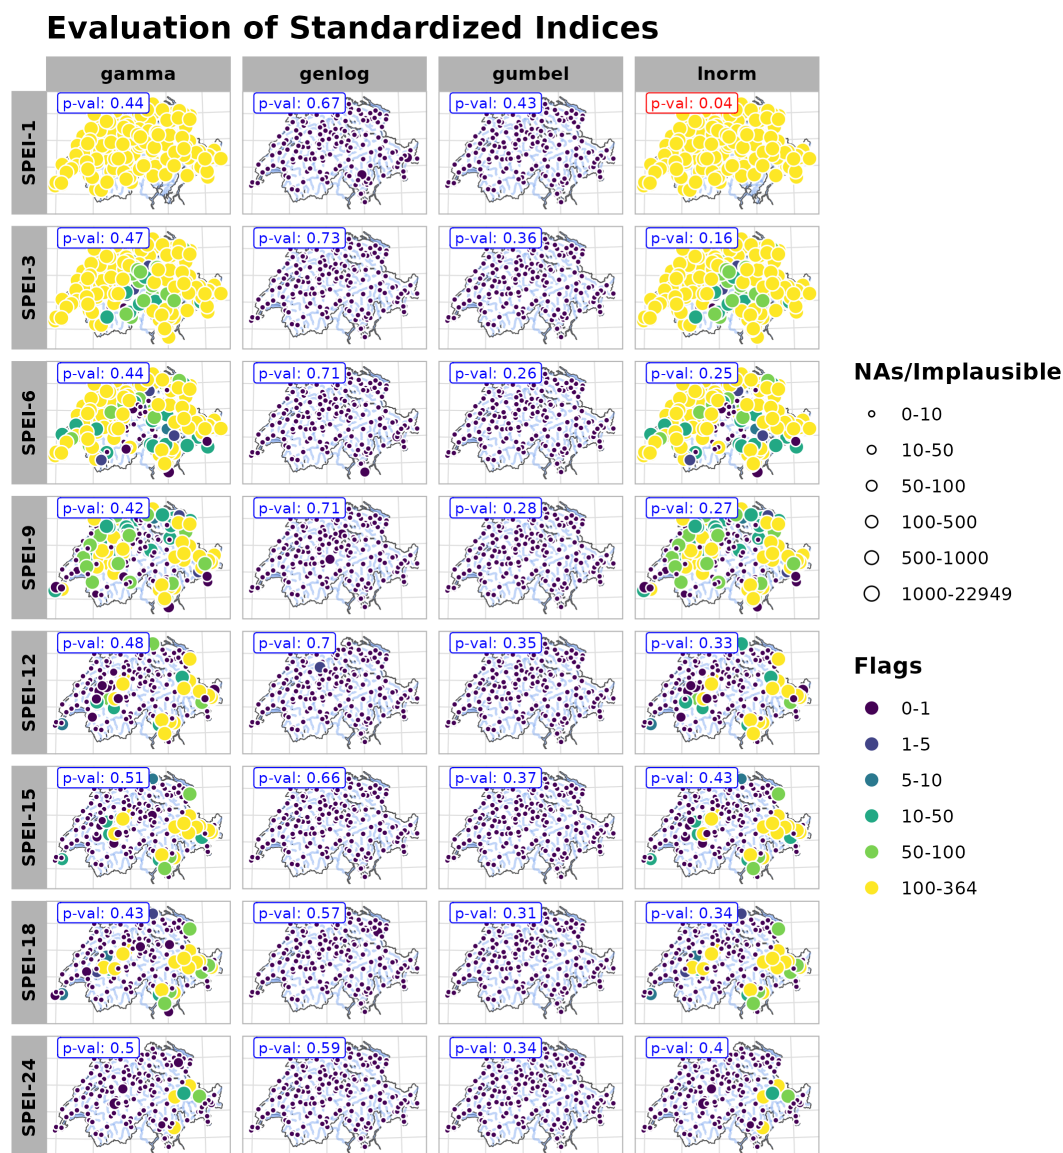 Evaluation of Standardized Indices
gamma genlog gumbel lnorm
SPEI-1
p-val: 0.44 p-val: 0.67 p-val: 0.43 p-val: 0.04
SPEI-3
p-val: 0.47 p-val: 0.73 p-val: 0.36 p-val: 0.16
SPEI-6
p-val: 0.44 p-val: 0.71 p-val: 0.26 p-val: 0.25
SPEI-9
p-val: 0.42 p-val: 0.71 p-val: 0.28 p-val: 0.27
SPEI-12
p-val: 0.48 p-val: 0.7 p-val: 0.35 p-val: 0.33
SPEI-15
p-val: 0.51 p-val: 0.66 p-val: 0.37 p-val: 0.43
SPEI-18
p-val: 0.43 p-val: 0.57 p-val: 0.31 p-val: 0.34
SPEI-24
p-val: 0.5 p-val: 0.59 p-val: 0.34 p-val: 0.4
NAs/Implausible
0-10
10-50
50-100
100-500
500-1000
1000-22949
Flags
0-1
1-5
5-10
10-50
50-100
100-364